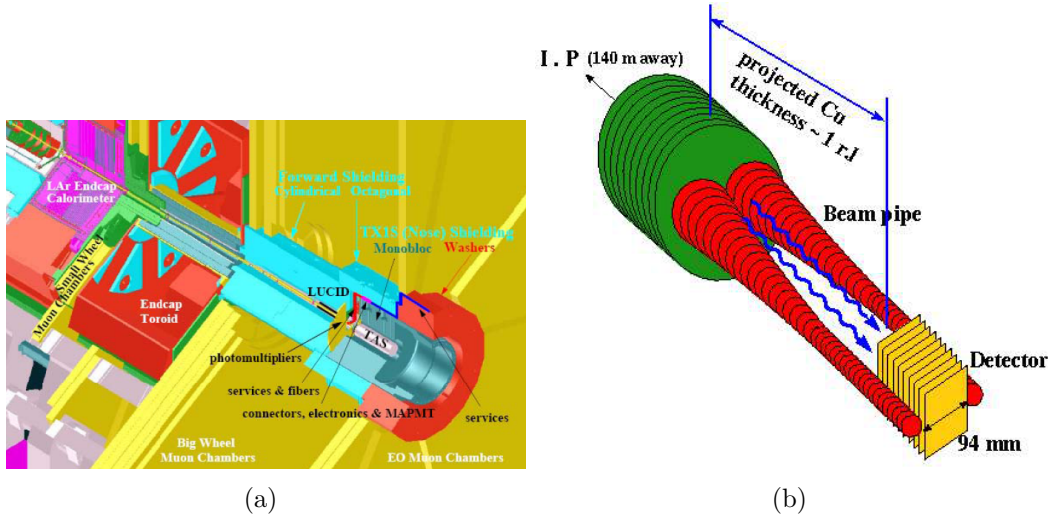 LAr Endcap
Calorimeter
Small Wheel
Muon Chambers
Endcap
Toroid
Forward Shielding
Cylindrical Octagonal
TX1S (Nose) Shielding
Monobloc Washers
LUCID
TAS
photomultipliers
services & fibers
connectors, electronics & MAPMT
services
Big Wheel
Muon Chambers
EO Muon Chambers
(a)
I . P (140 m away)
projected Cu
thickness ~ 1 r.l
Beam pipe
Detector
94 mm
(b)